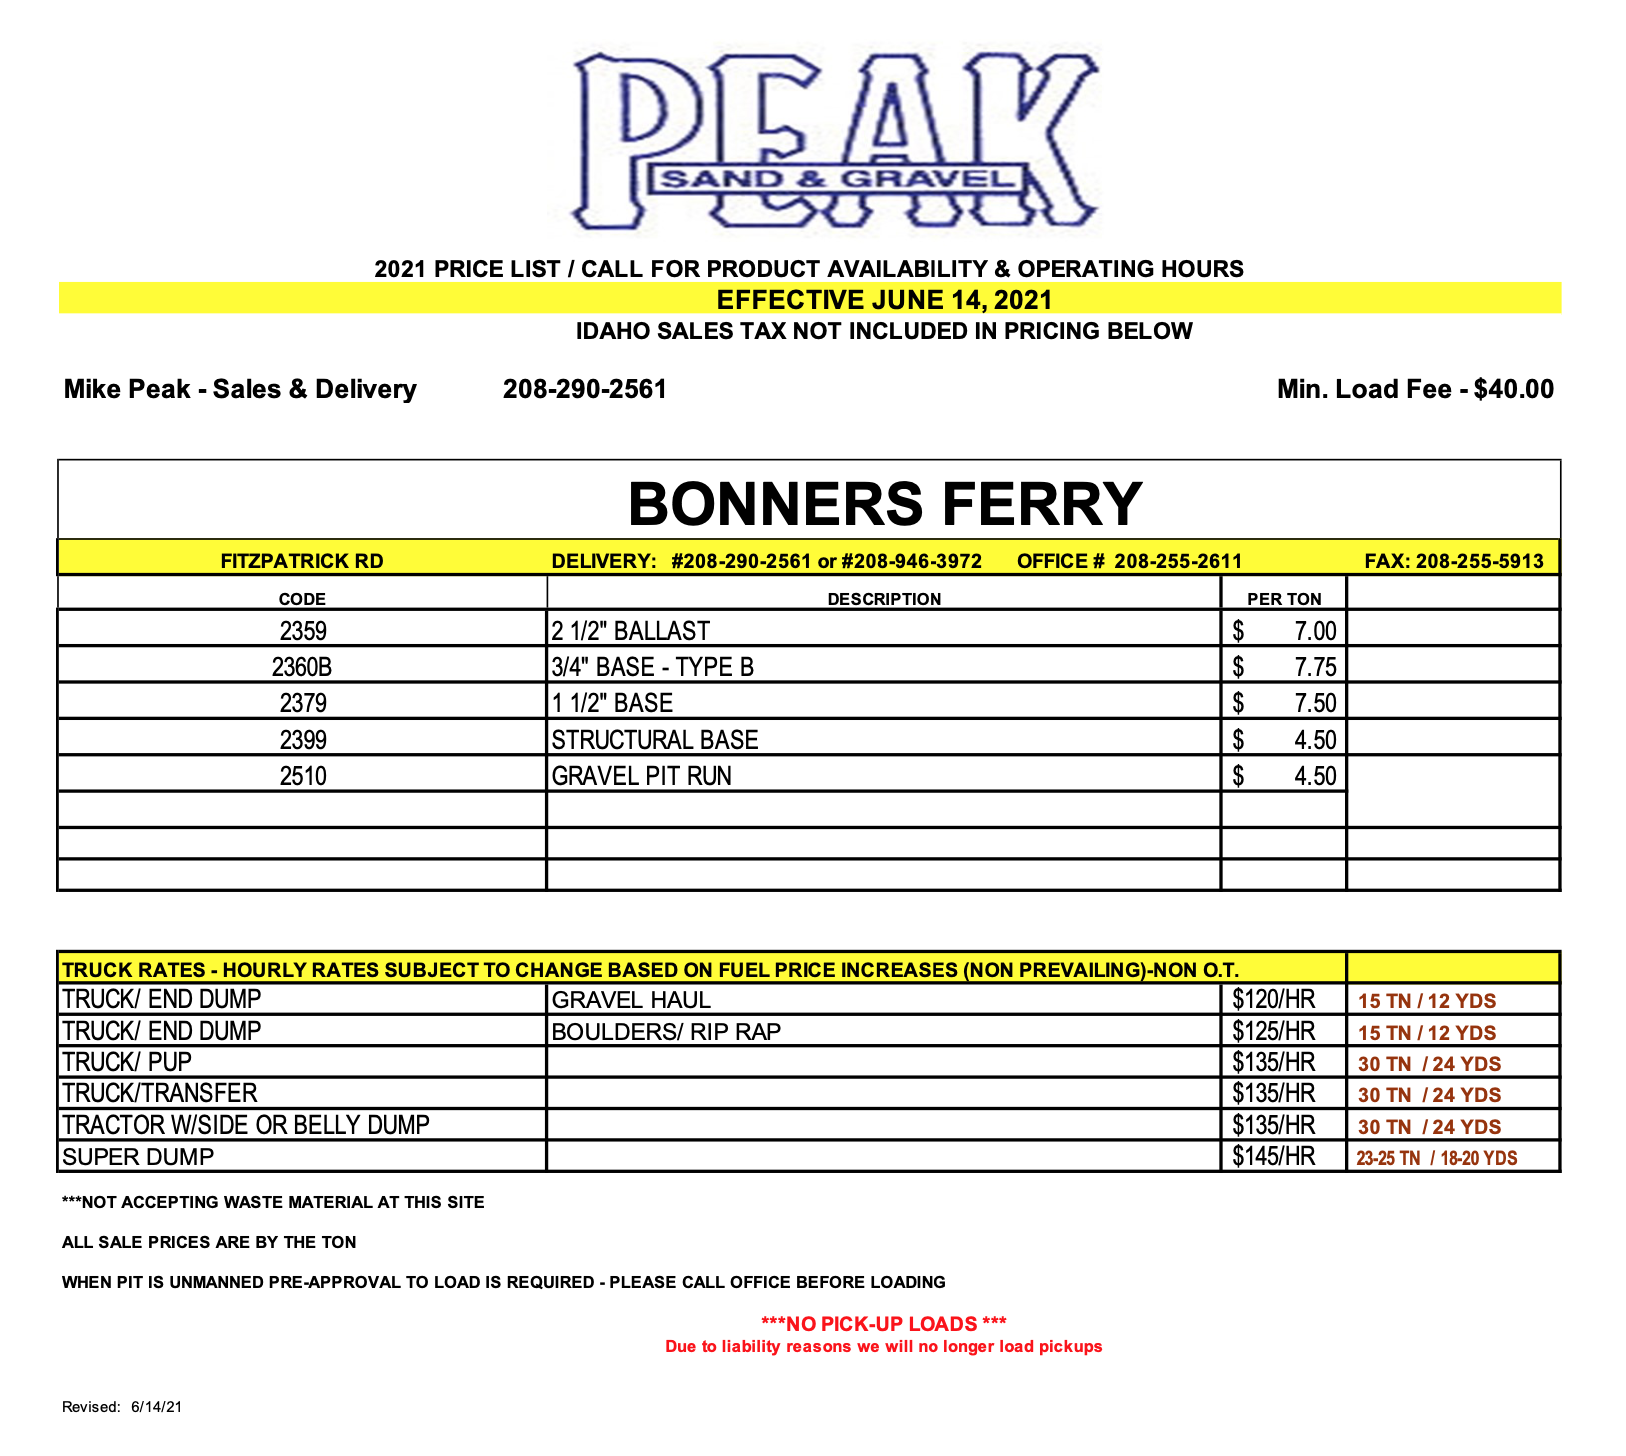 PEAK
SAND & GRAVEL
2021 PRICE LIST / CALL FOR PRODUCT AVAILABILITY & OPERATING HOURS
EFFECTIVE JUNE 14, 2021
IDAHO SALES TAX NOT INCLUDED IN PRICING BELOW
Mike Peak - Sales & Delivery 208-290-2561 Min. Load Fee - $40.00
BONNERS FERRY
FITZPATRICK RD DELIVERY: #208-290-2561 or #208-946-3972 OFFICE # 208-255-2611 FAX: 208-255-5913
CODE DESCRIPTION PER TON
2359 2 1/2" BALLAST $ 7.00
2360B 3/4" BASE - TYPE B $ 7.75
2379 1 1/2" BASE $ 7.50
2399 STRUCTURAL BASE $ 4.50
2510 GRAVEL PIT RUN $ 4.50
TRUCK RATES - HOURLY RATES SUBJECT TO CHANGE BASED ON FUEL PRICE INCREASES (NON PREVAILING)-NON O.T.
TRUCK/ END DUMP GRAVEL HAUL $120/HR 15 TN / 12 YDS
TRUCK/ END DUMP BOULDERS/ RIP RAP $125/HR 15 TN / 12 YDS
TRUCK/ PUP $135/HR 30 TN / 24 YDS
TRUCK/TRANSFER $135/HR 30 TN / 24 YDS
TRACTOR W/SIDE OR BELLY DUMP $135/HR 30 TN / 24 YDS
SUPER DUMP $145/HR 23-25 TN / 18-20 YDS
***NOT ACCEPTING WASTE MATERIAL AT THIS SITE
ALL SALE PRICES ARE BY THE TON
WHEN PIT IS UNMANNED PRE-APPROVAL TO LOAD IS REQUIRED - PLEASE CALL OFFICE BEFORE LOADING
***NO PICK-UP LOADS ***
Due to liability reasons we will no longer load pickups
Revised: 6/14/21